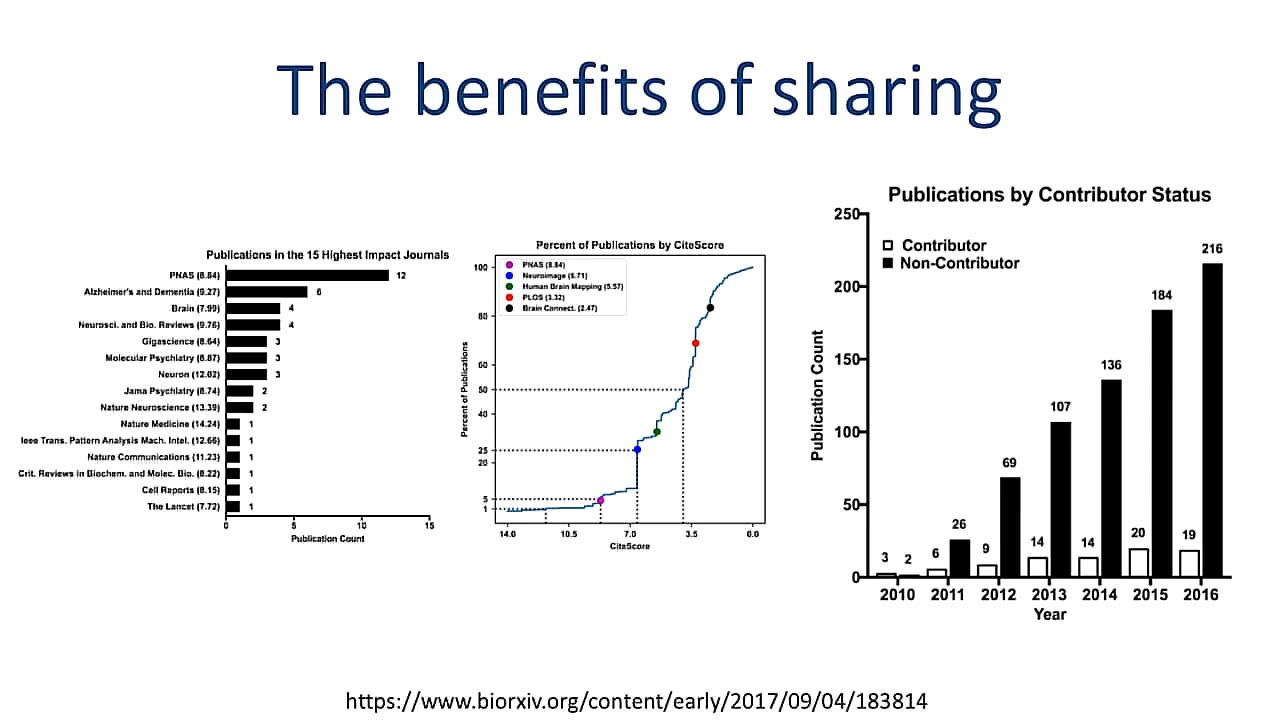 The benefits of sharing
Publications in the 15 Highest Impact Journals
PNAS (8.84)
12
Alzheimer's and Dementia (9.27)
6
Brain (7.99)
4
Neurosci. and Bio. Reviews (9.76)
4
Gigascience (8.64)
3
Molecular Psychiatry (8.87)
3
Neuron (12.02)
3
Jama Psychiatry (8.74)
2
Nature Neuroscience (13.39)
2
Nature Medicine (14.24)
1
Ieee Trans. Pattern Analysis Mach. Intel. (12.66)
1
Nature Communications (11.23)
1
Crit. Reviews in Biochem. and Molec. Bio. (8.22)
1
Cell Reports (8.15)
1
The Lancet (7.72)
1
0 5 10 15
Publication Count
Percent of Publications by CiteScore
PNAS (8.84)
Neuroimage (6.71)
Human Brain Mapping (5.57)
PLOS (3.32)
Brain Connect. (2.47)
Percent of Publications
100
80
60
50
40
25
20
5
1
14.0 10.5 7.0 3.5 0.0
CiteScore
Publications by Contributor Status
Contributor
Non-Contributor
Publication Count
250
200
150
100
50
0
3 2 6 26 9 69 14 107 14 136 20 184 19 216
2010 2011 2012 2013 2014 2015 2016
Year
https://www.biorxiv.org/content/early/2017/09/04/183814